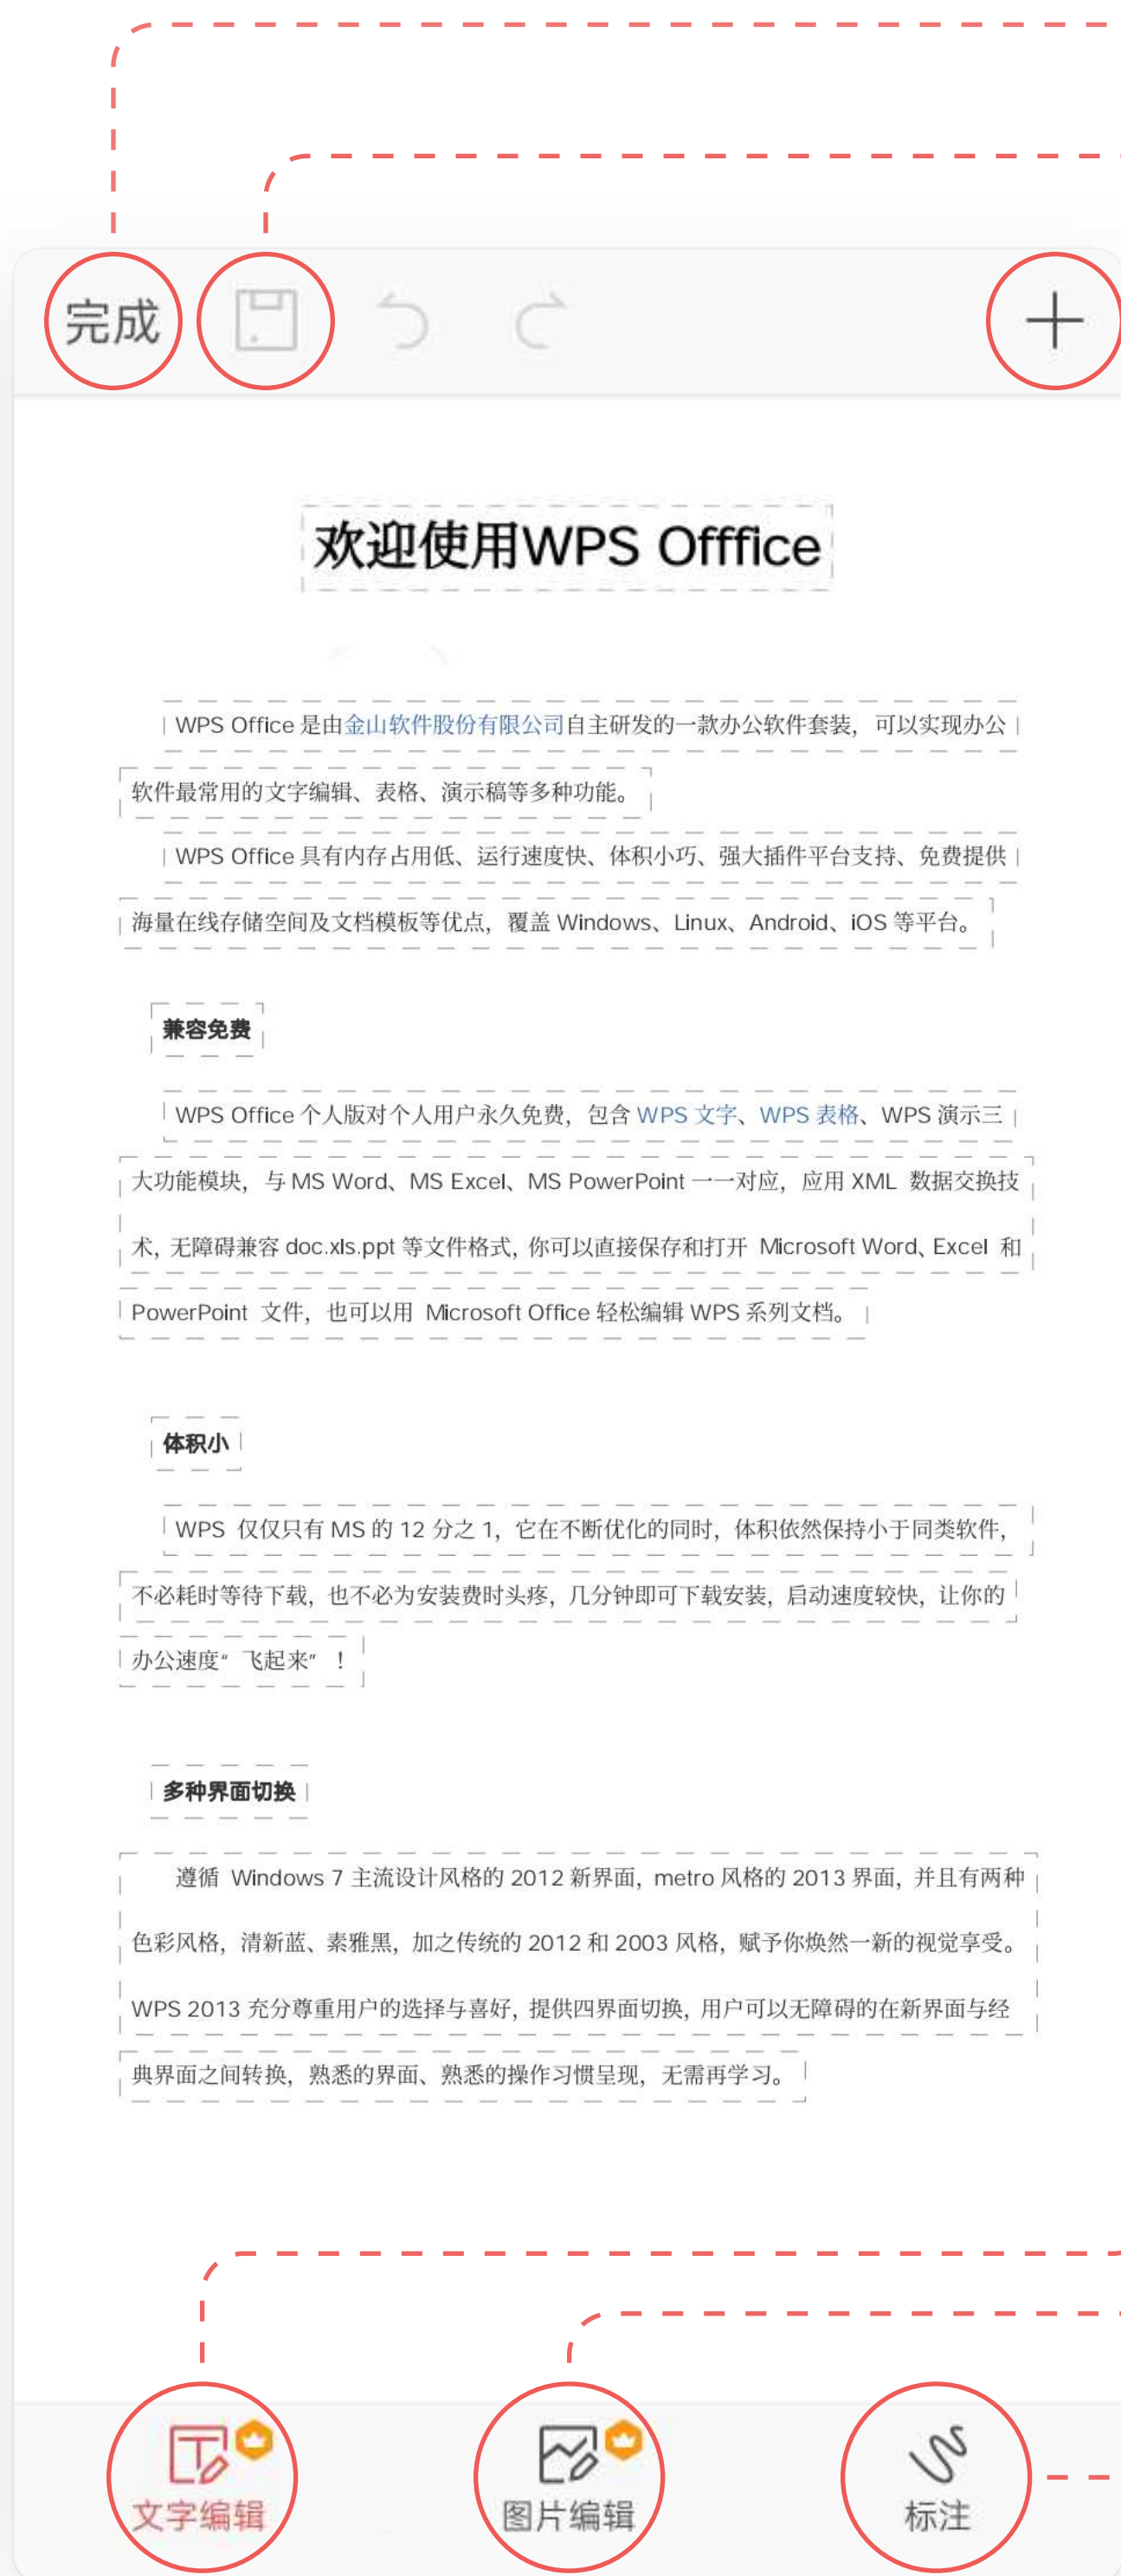 完成
欢迎使用WPS Offfice
WPS Office 是由金山软件股份有限公司自主研发的一款办公软件套装，可以实现办公
软件最常用的文字编辑、表格、演示稿等多种功能。
WPS Office 具有内存占用低、运行速度快、体积小巧、强大插件平台支持、免费提供
海量在线存储空间及文档模板等优点，覆盖 Windows、Linux、Android、iOS 等平台。
兼容免费
WPS Office 个人版对个人用户永久免费，包含 WPS 文字、WPS 表格、WPS 演示三
大功能模块，与 MS Word、MS Excel、MS PowerPoint 一一对应，应用 XML 数据交换技
术，无障碍兼容 doc.xls.ppt 等文件格式，你可以直接保存和打开 Microsoft Word、Excel 和
PowerPoint 文件，也可以用 Microsoft Office 轻松编辑 WPS 系列文档。
体积小
WPS 仅仅只有 MS 的 12 分之 1，它在不断优化的同时，体积依然保持小于同类软件，
不必耗时等待下载，也不必为安装费时头疼，几分钟即可下载安装，启动速度较快，让你的
办公速度“飞起来”！
多种界面切换
遵循 Windows 7 主流设计风格的 2012 新界面，metro 风格的 2013 界面，并且有两种
色彩风格，清新蓝、素雅黑，加之传统的 2012 和 2003 风格，赋予你焕然一新的视觉享受。
WPS 2013 充分尊重用户的选择与喜好，提供四界面切换，用户可以无障碍的在新界面与经
典界面之间转换，熟悉的界面、熟悉的操作习惯呈现，无需再学习。
文字编辑
图片编辑
标注